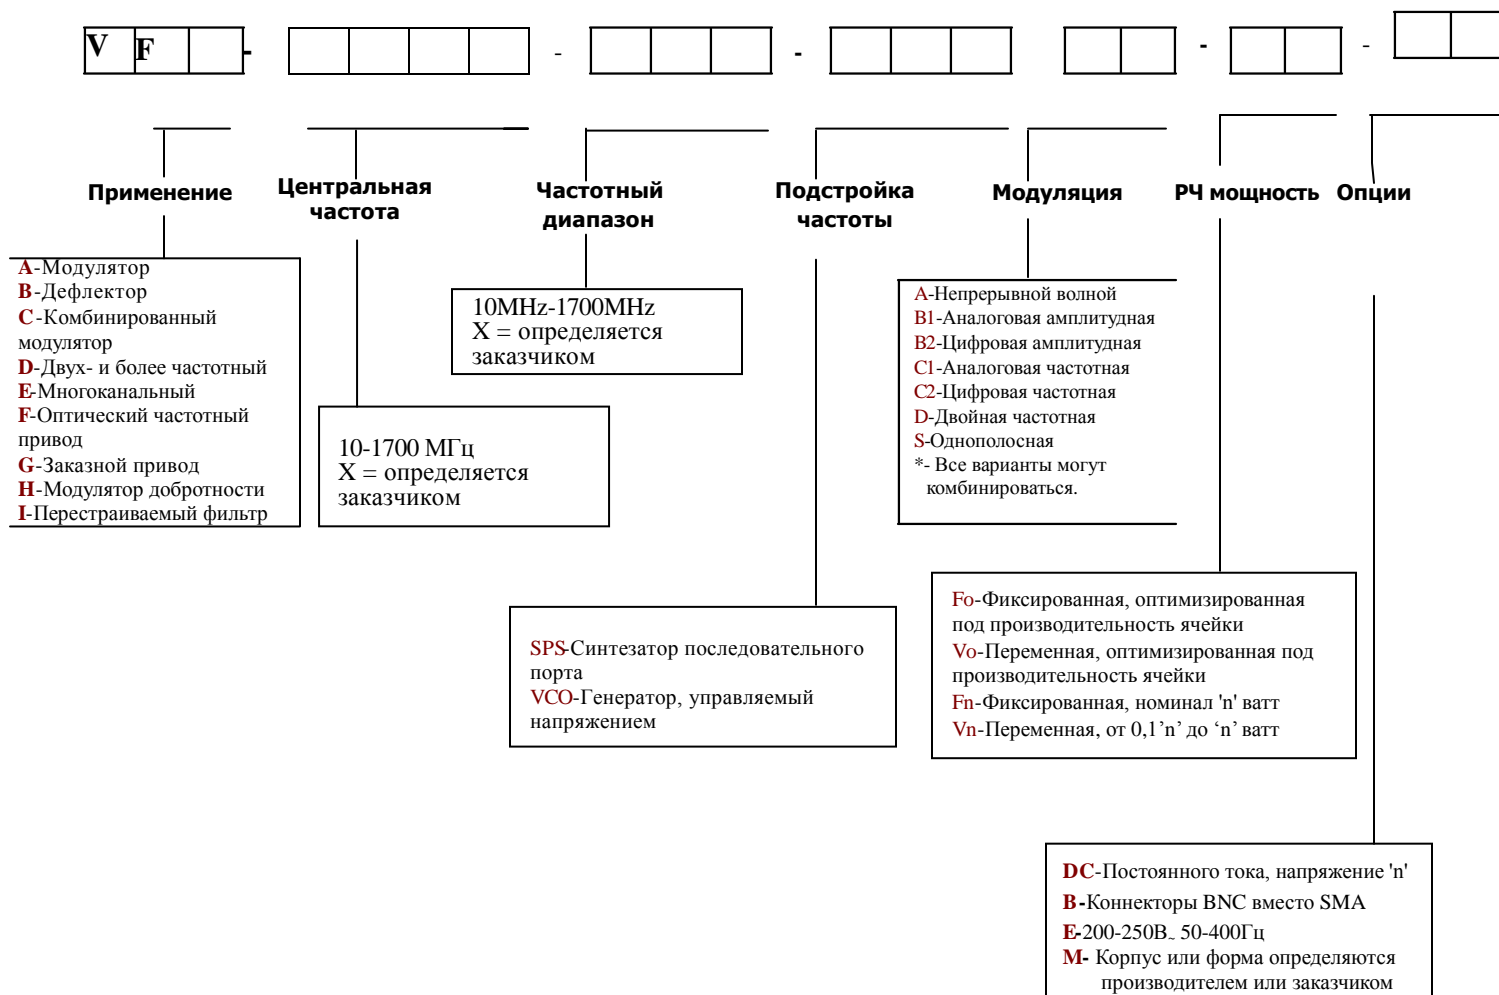 V F - - - - -
Применение
Центральная
частота
Частотный
диапазон
Подстройка
частоты
Модуляция
РЧ мощность
Опции
A-Модулятор
B-Дефлектор
C-Комбинированный
модулятор
D-Двух- и более частотный
E-Многоканальный
F-Оптический частотный
привод
G-Заказной привод
H-Модулятор добротности
I-Перестраиваемый фильтр
10-1700 МГц
X = определяется
заказчиком
10MHz-1700MHz
X = определяется
заказчиком
SPS-Синтезатор последовательного
порта
VCO-Генератор, управляемый
напряжением
A-Непрерывной волной
B1-Аналоговая амплитудная
B2-Цифровая амплитудная
C1-Аналоговая частотная
C2-Цифровая частотная
D-Двойная частотная
S-Однополосная
*- Все варианты могут
комбинироваться.
Fo-Фиксированная, оптимизированная
под производительность ячейки
Vo-Переменная, оптимизированная под
производительность ячейки
Fn-Фиксированная, номинал 'n' ватт
Vn-Переменная, от 0,1’n’ до ‘n’ ватт
DC-Постоянного тока, напряжение 'n'
B-Коннекторы BNC вместо SMA
E-200-250В~ 50-400Гц
M- Корпус или форма определяются
производителем или заказчиком